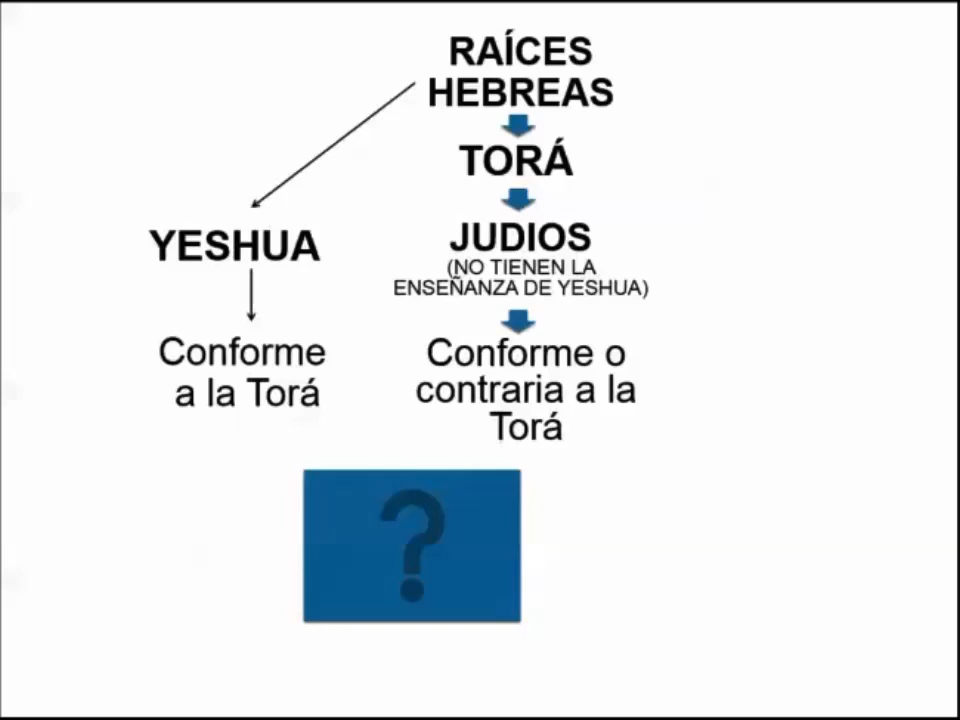 RAÍCES
HEBREAS
TORÁ
YESHUA
JUDIOS
(NO TIENEN LA
ENSEÑANZA DE YESHUA)
Conforme
a la Torá
Conforme o
contraria a la
Torá
?